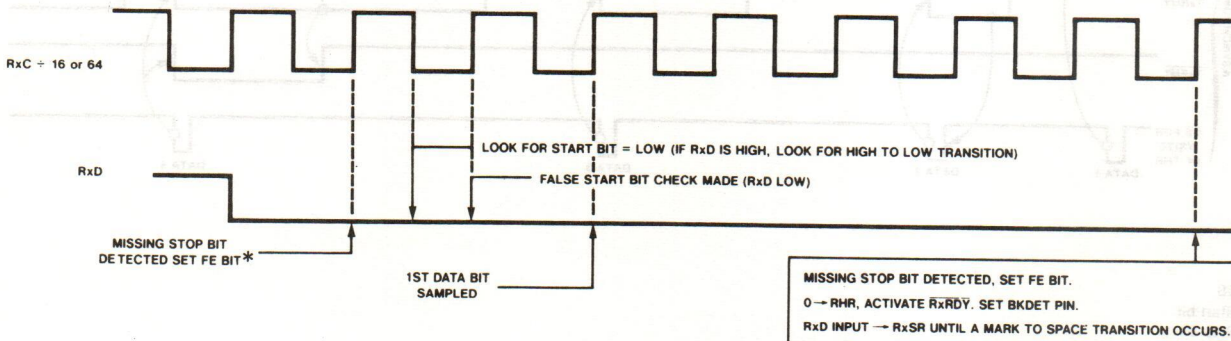 RxC ÷ 16 or 64
LOOK FOR START BIT = LOW (IF RxD IS HIGH, LOOK FOR HIGH TO LOW TRANSITION)
RxD
FALSE START BIT CHECK MADE (RxD LOW)
MISSING STOP BIT
DETECTED SET FE BIT*
1ST DATA BIT
SAMPLED
MISSING STOP BIT DETECTED, SET FE BIT.
0→RHR, ACTIVATE R̅x̅R̅D̅Y̅. SET BKDET PIN.
RxD INPUT → RxSR UNTIL A MARK TO SPACE TRANSITION OCCURS.